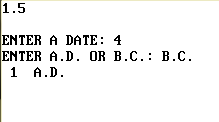 1.5
ENTER A DATE: 4
ENTER A.D. OR B.C.: B.C.
1 A.D.